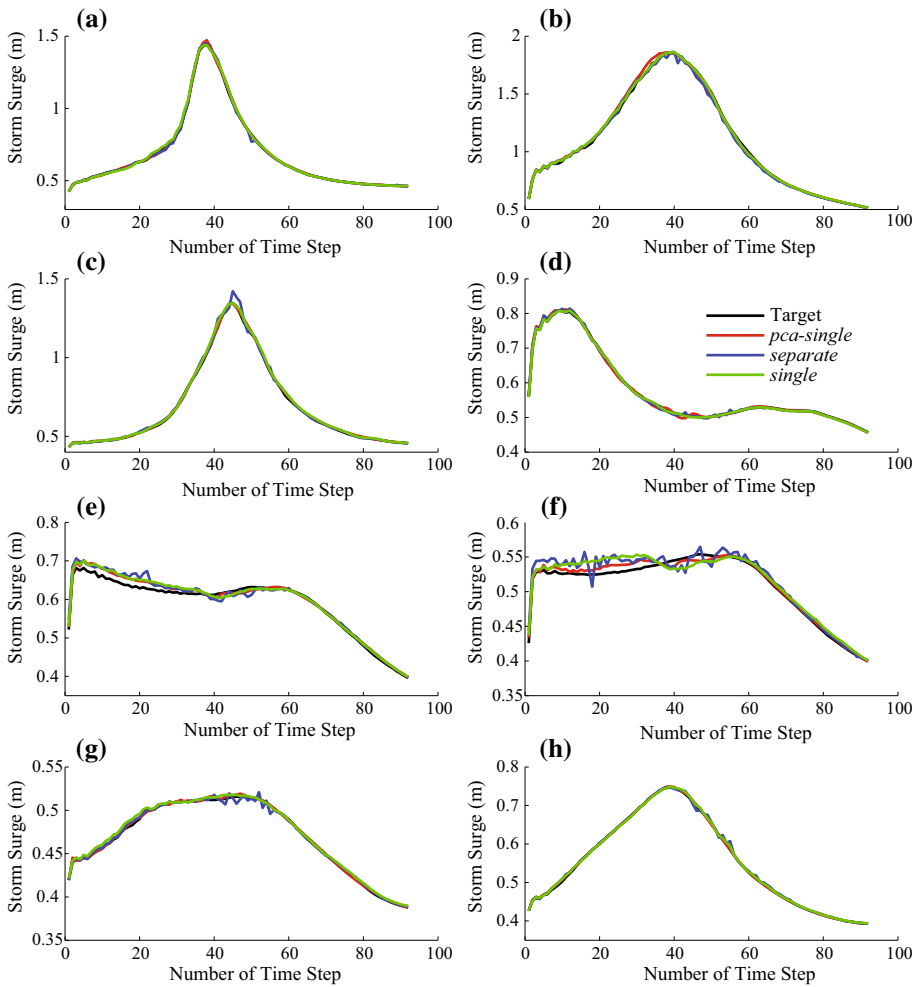 (a)
Storm Surge (m)
1.5
1
0.5
0 20 40 60 80 100
Number of Time Step
(b)
Storm Surge (m)
2
1.5
1
0.5
0 20 40 60 80 100
Number of Time Step
(c)
Storm Surge (m)
1.5
1
0.5
0 20 40 60 80 100
Number of Time Step
(d)
Storm Surge (m)
0.9
0.8
0.7
0.6
0.5
0.4
0 20 40 60 80 100
Number of Time Step
Target
pca-single
separate
single
(e)
Storm Surge (m)
0.8
0.7
0.6
0.5
0.4
0 20 40 60 80 100
Number of Time Step
(f)
Storm Surge (m)
0.6
0.55
0.5
0.45
0.4
0.35
0 20 40 60 80 100
Number of Time Step
(g)
Storm Surge (m)
0.55
0.5
0.45
0.4
0.35
0 20 40 60 80 100
Number of Time Step
(h)
Storm Surge (m)
0.8
0.7
0.6
0.5
0.4
0 20 40 60 80 100
Number of Time Step